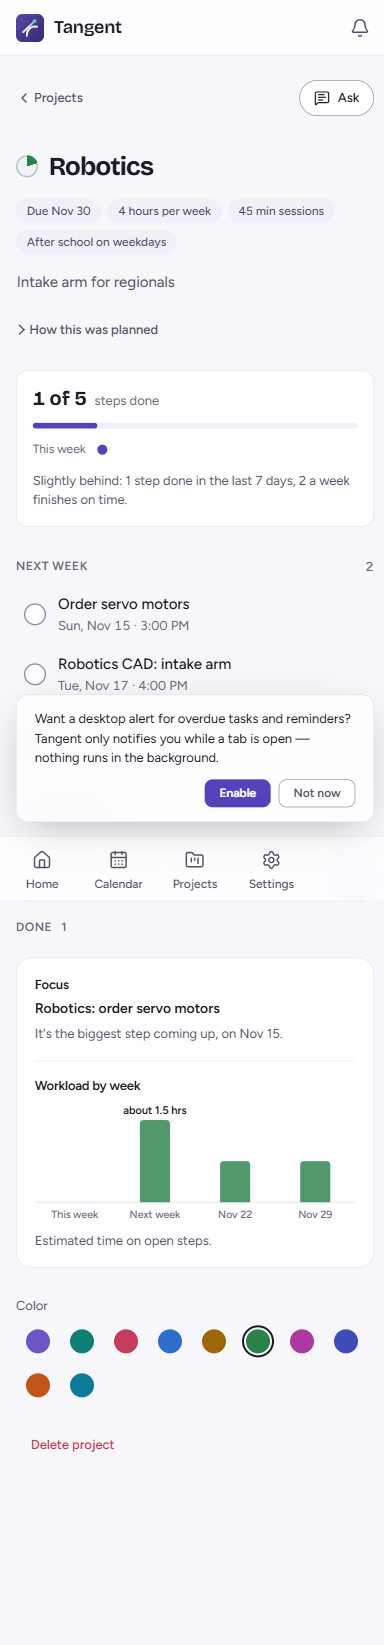 Tangent
Projects
Ask
Robotics
Due Nov 30
4 hours per week
45 min sessions
After school on weekdays
Intake arm for regionals
How this was planned
1 of 5 steps done
This week
Slightly behind: 1 step done in the last 7 days, 2 a week
finishes on time.
NEXT WEEK
2
Order servo motors
Sun, Nov 15 · 3:00 PM
Robotics CAD: intake arm
Tue, Nov 17 · 4:00 PM
Want a desktop alert for overdue tasks and reminders?
Tangent only notifies you while a tab is open —
nothing runs in the background.
Enable
Not now
Home
Calendar
Projects
Settings
DONE 1
Focus
Robotics: order servo motors
It's the biggest step coming up, on Nov 15.
Workload by week
about 1.5 hrs
This week
Next week
Nov 22
Nov 29
Estimated time on open steps.
Color
Delete project